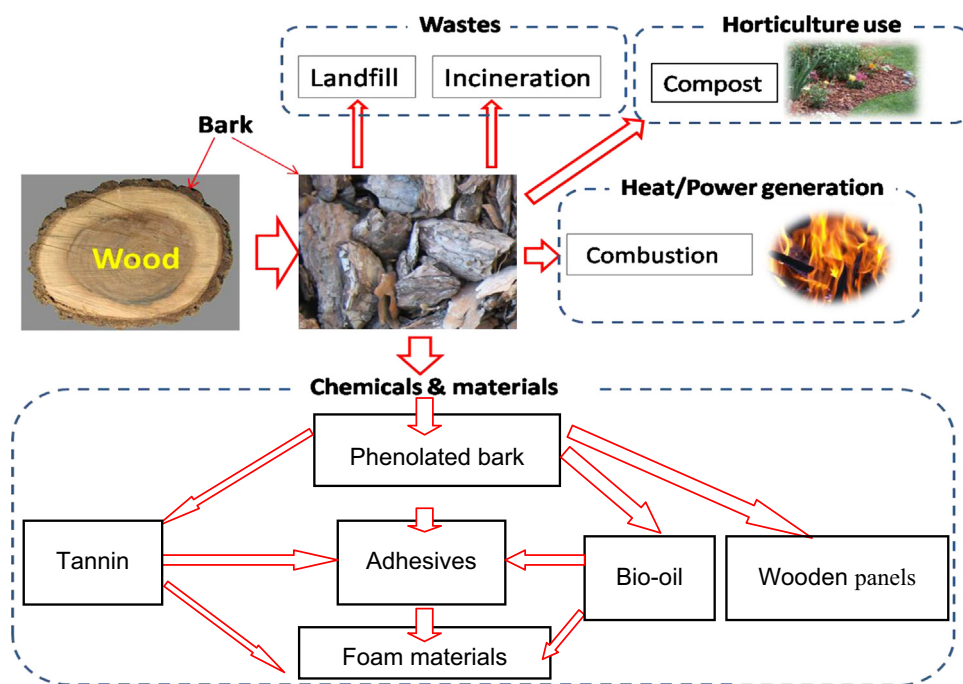 Wastes
Landfill
Incineration
Horticulture use
Compost
Bark
Wood
Heat/Power generation
Combustion
Chemicals & materials
Phenolated bark
Tannin
Adhesives
Bio-oil
Wooden panels
Foam materials